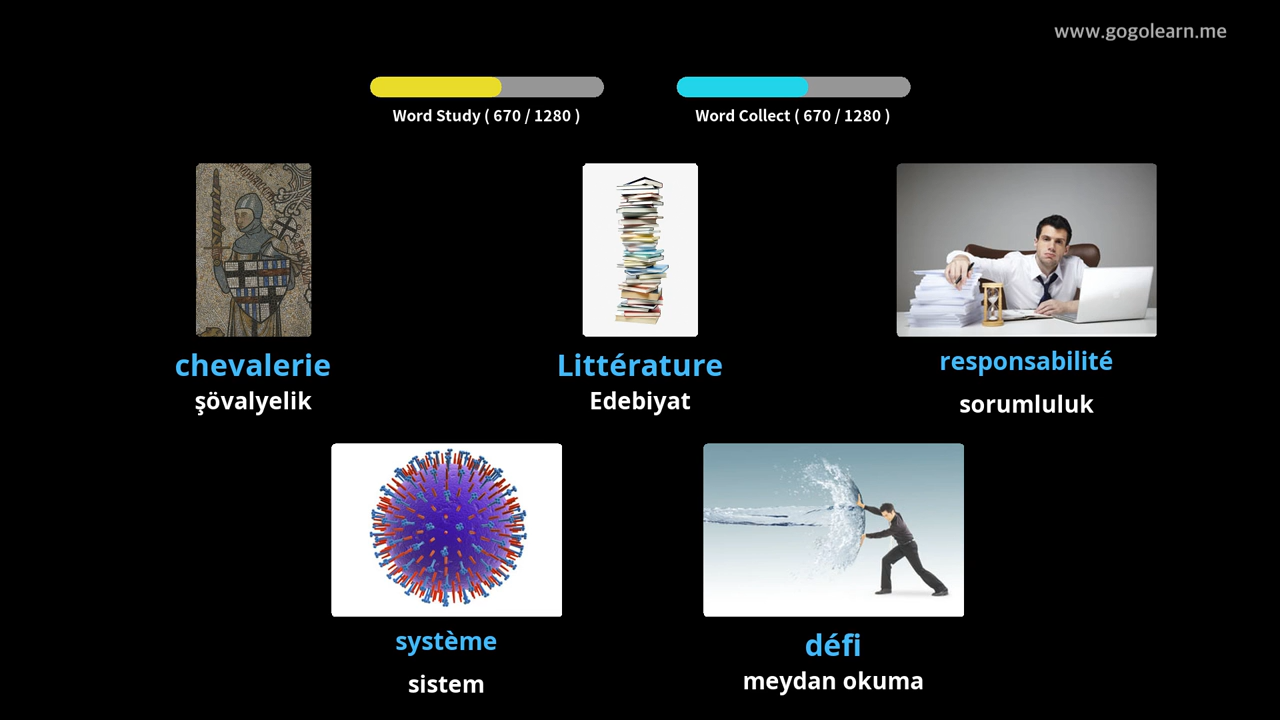 www.gogolearn.me
Word Study ( 670 / 1280 )
Word Collect ( 670 / 1280 )
chevalerie
şövalyelik
Littérature
Edebiyat
responsabilité
sorumluluk
système
sistem
défi
meydan okuma